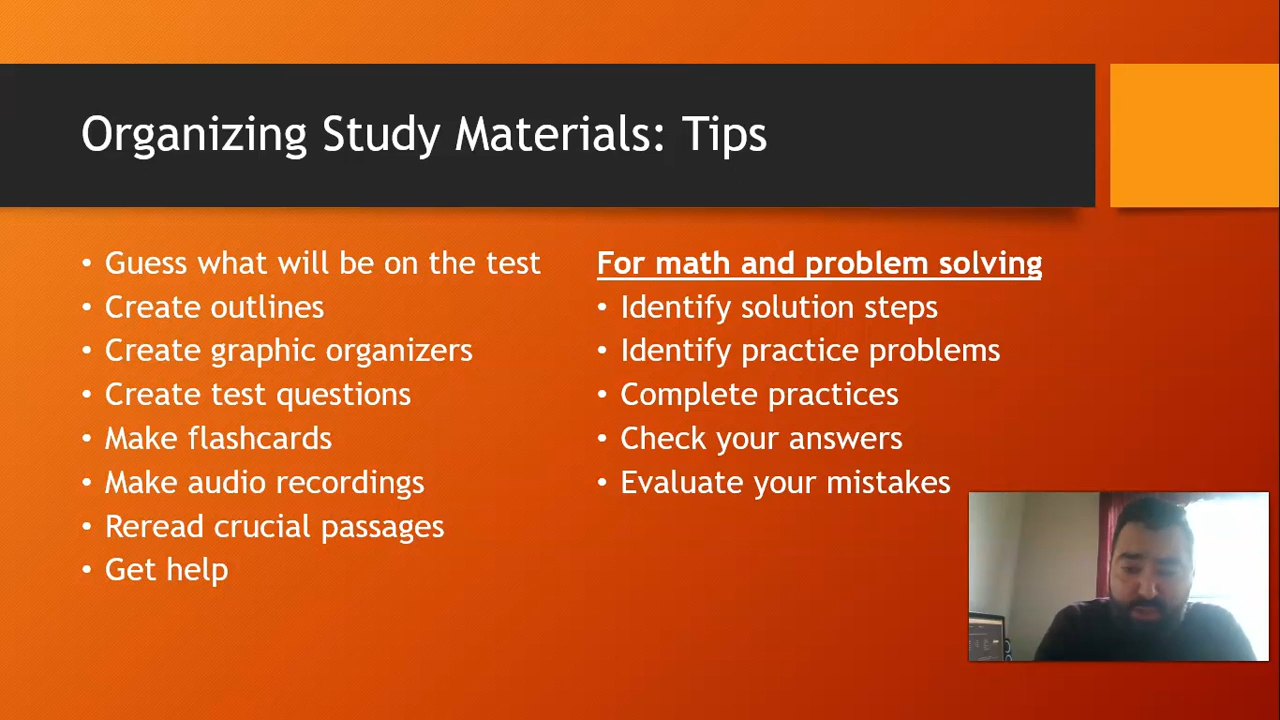 Organizing Study Materials: Tips
• Guess what will be on the test
• Create outlines
• Create graphic organizers
• Create test questions
• Make flashcards
• Make audio recordings
• Reread crucial passages
• Get help
For math and problem solving
• Identify solution steps
• Identify practice problems
• Complete practices
• Check your answers
• Evaluate your mistakes